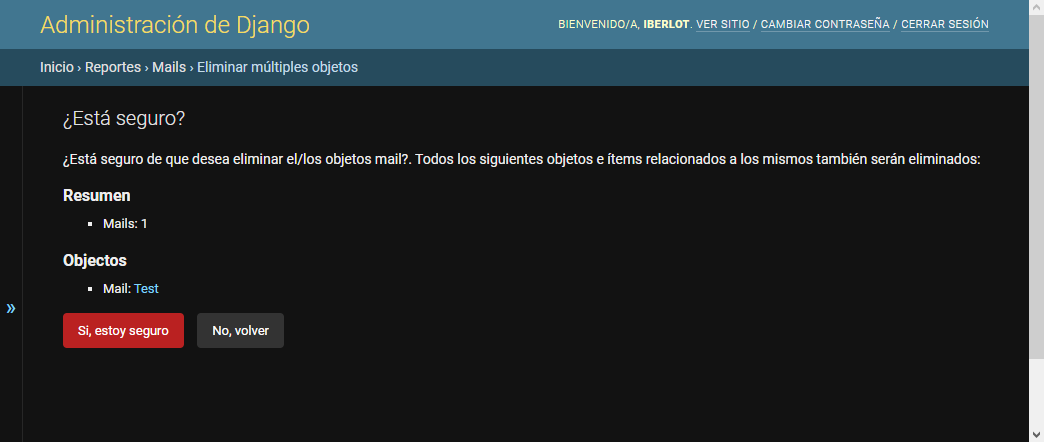 Administración de Django
BIENVENIDO/A, IBERLOT. VER SITIO / CAMBIAR CONTRASEÑA / CERRAR SESIÓN
Inicio › Reportes › Mails › Eliminar múltiples objetos
¿Está seguro?
¿Está seguro de que desea eliminar el/los objetos mail?. Todos los siguientes objetos e ítems relacionados a los mismos también serán eliminados:
Resumen
Mails: 1
Objectos
Mail: Test
»
Si, estoy seguro
No, volver